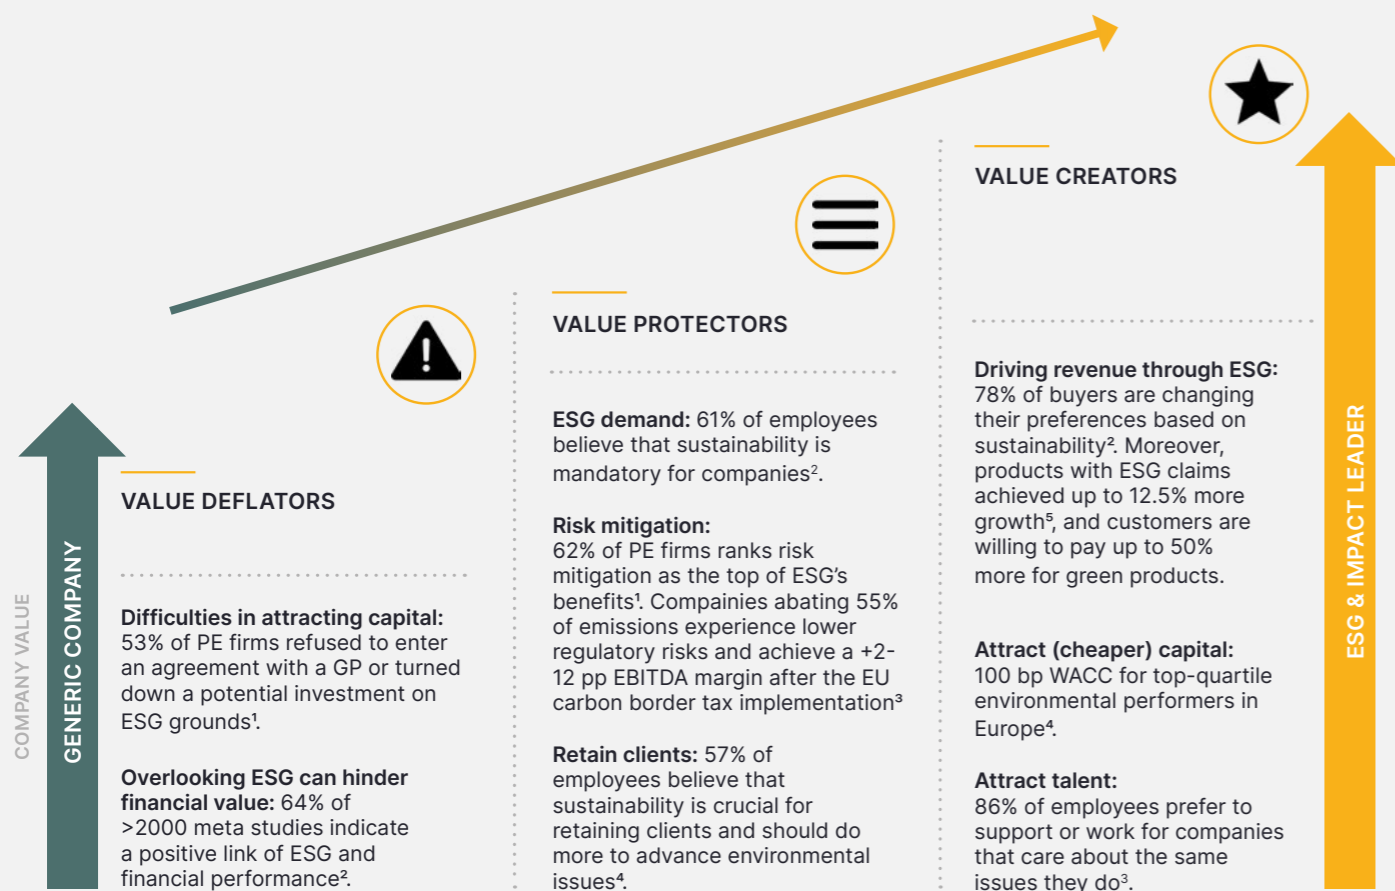 COMPANY VALUE
GENERIC COMPANY
VALUE DEFLATORS
Difficulties in attracting capital:
53% of PE firms refused to enter
an agreement with a GP or turned
down a potential investment on
ESG grounds¹.
Overlooking ESG can hinder
financial value: 64% of
>2000 meta studies indicate
a positive link of ESG and
financial performance².
VALUE PROTECTORS
ESG demand: 61% of employees
believe that sustainability is
mandatory for companies².
Risk mitigation:
62% of PE firms ranks risk
mitigation as the top of ESG’s
benefits¹. Compainies abating 55%
of emissions experience lower
regulatory risks and achieve a +2-
12 pp EBITDA margin after the EU
carbon border tax implementation³
Retain clients: 57% of
employees believe that
sustainability is crucial for
retaining clients and should do
more to advance environmental
issues⁴.
VALUE CREATORS
Driving revenue through ESG:
78% of buyers are changing
their preferences based on
sustainability². Moreover,
products with ESG claims
achieved up to 12.5% more
growth⁵, and customers are
willing to pay up to 50%
more for green products.
Attract (cheaper) capital:
100 bp WACC for top-quartile
environmental performers in
Europe⁴.
Attract talent:
86% of employees prefer to
support or work for companies
that care about the same
issues they do³.
ESG & IMPACT LEADER